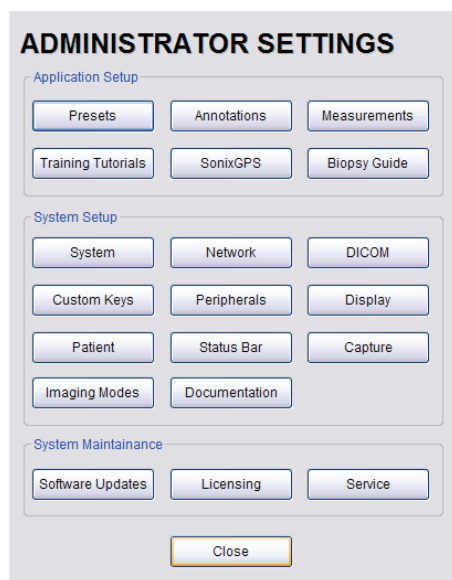 ADMINISTRATOR SETTINGS
Application Setup
Presets Annotations Measurements
Training Tutorials SonixGPS Biopsy Guide
System Setup
System Network DICOM
Custom Keys Peripherals Display
Patient Status Bar Capture
Imaging Modes Documentation
System Maintainance
Software Updates Licensing Service
Close